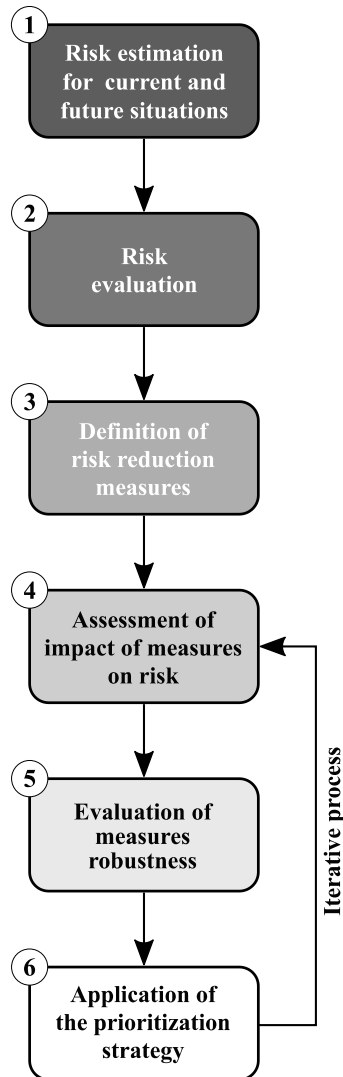 1
Risk estimation
for current and
future situations
2
Risk
evaluation
3
Definition of
risk reduction
measures
4
Assessment of
impact of measures
on risk
5
Evaluation of
measures
robustness
6
Application of
the prioritization
strategy
Iterative process